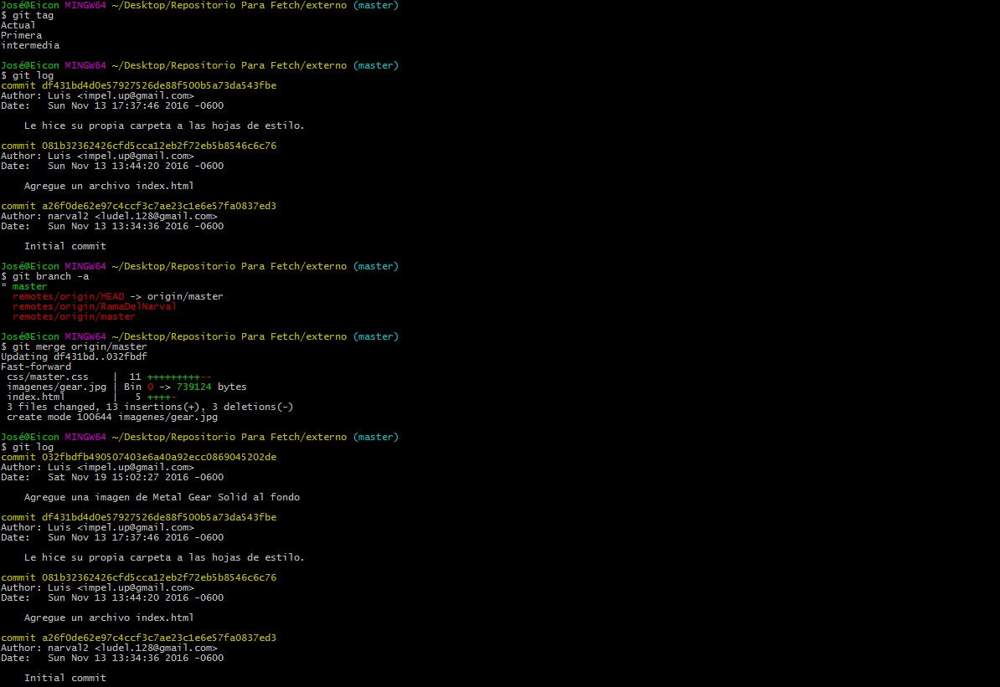 José@Eicon MINGW64 ~/Desktop/Repositorio Para Fetch/externo (master)
$ git tag
Actual
Primera
intermedia
José@Eicon MINGW64 ~/Desktop/Repositorio Para Fetch/externo (master)
$ git log
commit df431bd4d0e57927526de88f500b5a73da543fbe
Author: Luis <impel.up@gmail.com>
Date:   Sun Nov 13 17:37:46 2016 -0600
Le hice su propia carpeta a las hojas de estilo.
commit 081b32362426cfd5cca12eb2f72eb5b8546c6c76
Author: Luis <impel.up@gmail.com>
Date:   Sun Nov 13 13:44:20 2016 -0600
Agregue un archivo index.html
commit a26f0de62e97c4ccf3c7ae23c1e6e57fa0837ed3
Author: narval2 <ludel.128@gmail.com>
Date:   Sun Nov 13 13:34:36 2016 -0600
Initial commit
José@Eicon MINGW64 ~/Desktop/Repositorio Para Fetch/externo (master)
$ git branch -a
* master
remotes/origin/HEAD -> origin/master
remotes/origin/RamaDelNarval
remotes/origin/master
José@Eicon MINGW64 ~/Desktop/Repositorio Para Fetch/externo (master)
$ git merge origin/master
Updating df431bd..032fbdf
Fast-forward
css/master.css    |  11 +++++++++--
imagenes/gear.jpg | Bin 0 -> 739124 bytes
index.html        |   5 ++++-
3 files changed, 13 insertions(+), 3 deletions(-)
create mode 100644 imagenes/gear.jpg
José@Eicon MINGW64 ~/Desktop/Repositorio Para Fetch/externo (master)
$ git log
commit 032fbdfb490507403e6a40a92ecc0869045202de
Author: Luis <impel.up@gmail.com>
Date:   Sat Nov 19 15:02:27 2016 -0600
Agregue una imagen de Metal Gear Solid al fondo
commit df431bd4d0e57927526de88f500b5a73da543fbe
Author: Luis <impel.up@gmail.com>
Date:   Sun Nov 13 17:37:46 2016 -0600
Le hice su propia carpeta a las hojas de estilo.
commit 081b32362426cfd5cca12eb2f72eb5b8546c6c76
Author: Luis <impel.up@gmail.com>
Date:   Sun Nov 13 13:44:20 2016 -0600
Agregue un archivo index.html
commit a26f0de62e97c4ccf3c7ae23c1e6e57fa0837ed3
Author: narval2 <ludel.128@gmail.com>
Date:   Sun Nov 13 13:34:36 2016 -0600
Initial commit